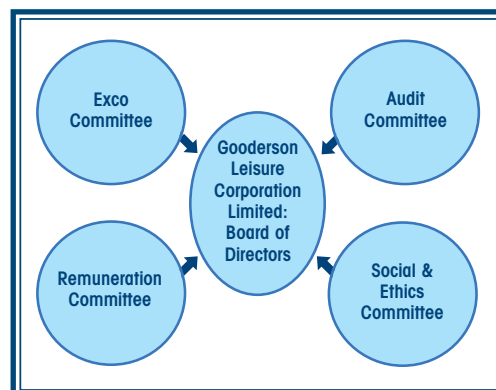 Exco
Committee
Audit
Committee
Gooderson
Leisure
Corporation
Limited:
Board of
Directors
Remuneration
Committee
Social &
Ethics
Committee